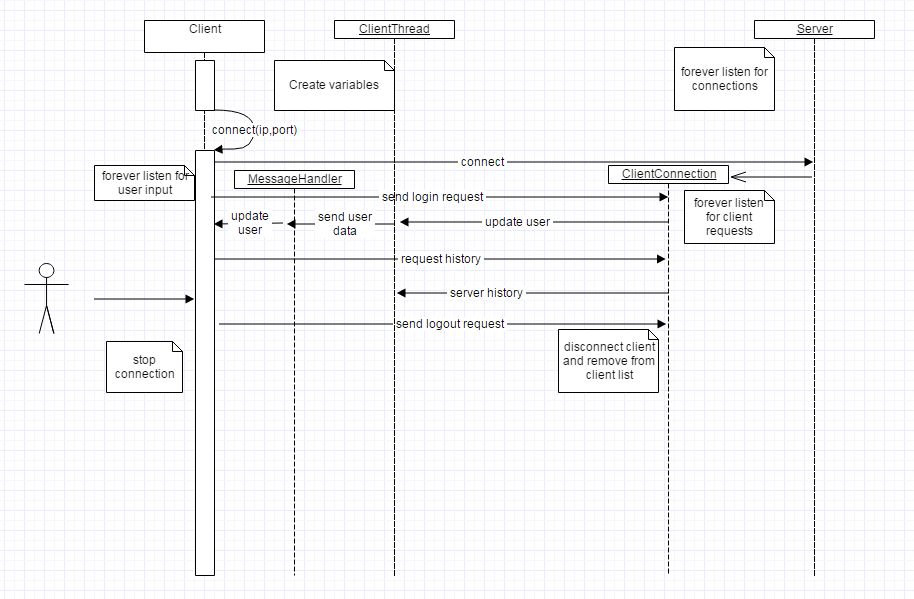 Client
ClientThread
Server
Create variables
forever listen for
connections
connect(ip,port)
connect
forever listen for
user input
MessageHandler
ClientConnection
send login request
forever listen
for client
requests
update
user
send user
data
update user
request history
server history
send logout request
stop
connection
disconnect client
and remove from
client list